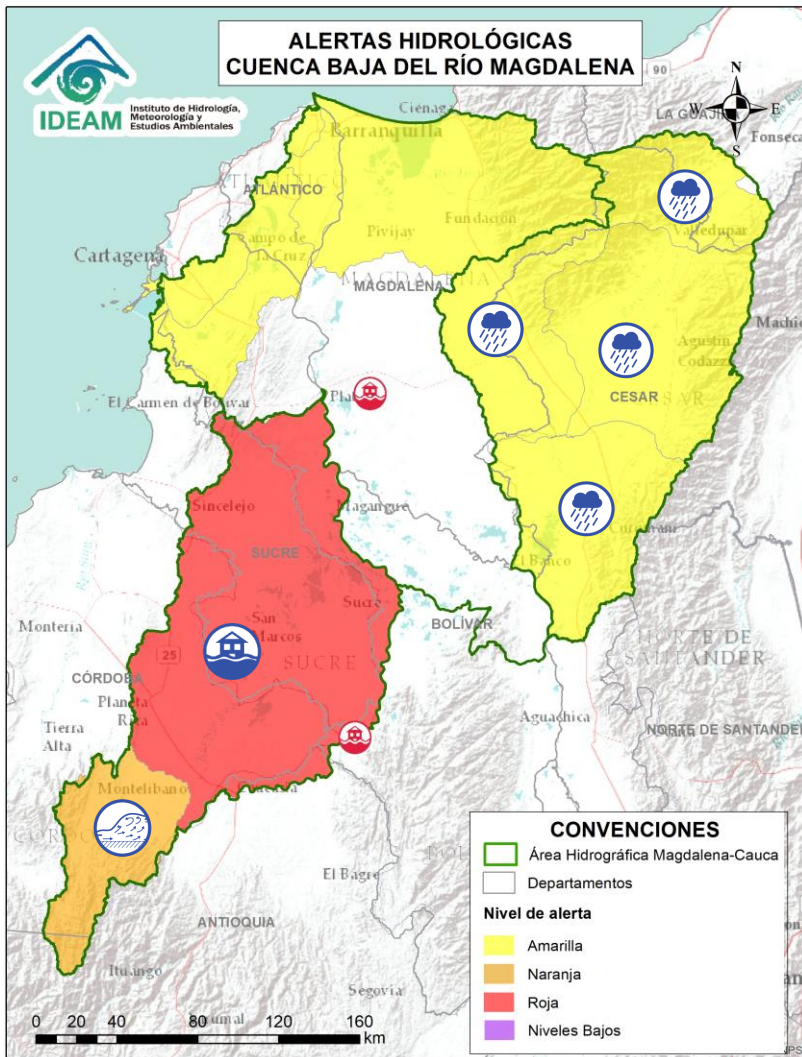 ALERTAS HIDROLÓGICAS
CUENCA BAJA DEL RÍO MAGDALENA
IDEAM
Instituto de Hidrología,
Meteorología y
Estudios Ambientales
N
W E
S
90
Ciénaga
LA GUAJIRA
Barranquilla
Fonseca
ATLÁNTICO
Cartagena
Campo de
la Cruz
Pivijay
Fundación
Valledupar
MAGDALENA
MAGDALENA
Agustín
Codazzi
CESAR
El Carmen de Bolívar
Sincelejo
Magangué
SUCRE
Curumaní
El Banco
Sucre
San
Marcos
BOLÍVAR
SUCRE
Montería
25
CÓRDOBA
Planeta
Rica
Tierra
Alta
NORTE DE
SANTANDER
Aguachica
NORTE DE SANTANDER
Montelíbano
El Bagre
ANTIOQUIA
Ituango
Segovia
CONVENCIONES
Área Hidrográfica Magdalena-Cauca
Departamentos
Nivel de alerta
Amarilla
Naranja
Roja
Niveles Bajos
0 20 40 80 120 160
km